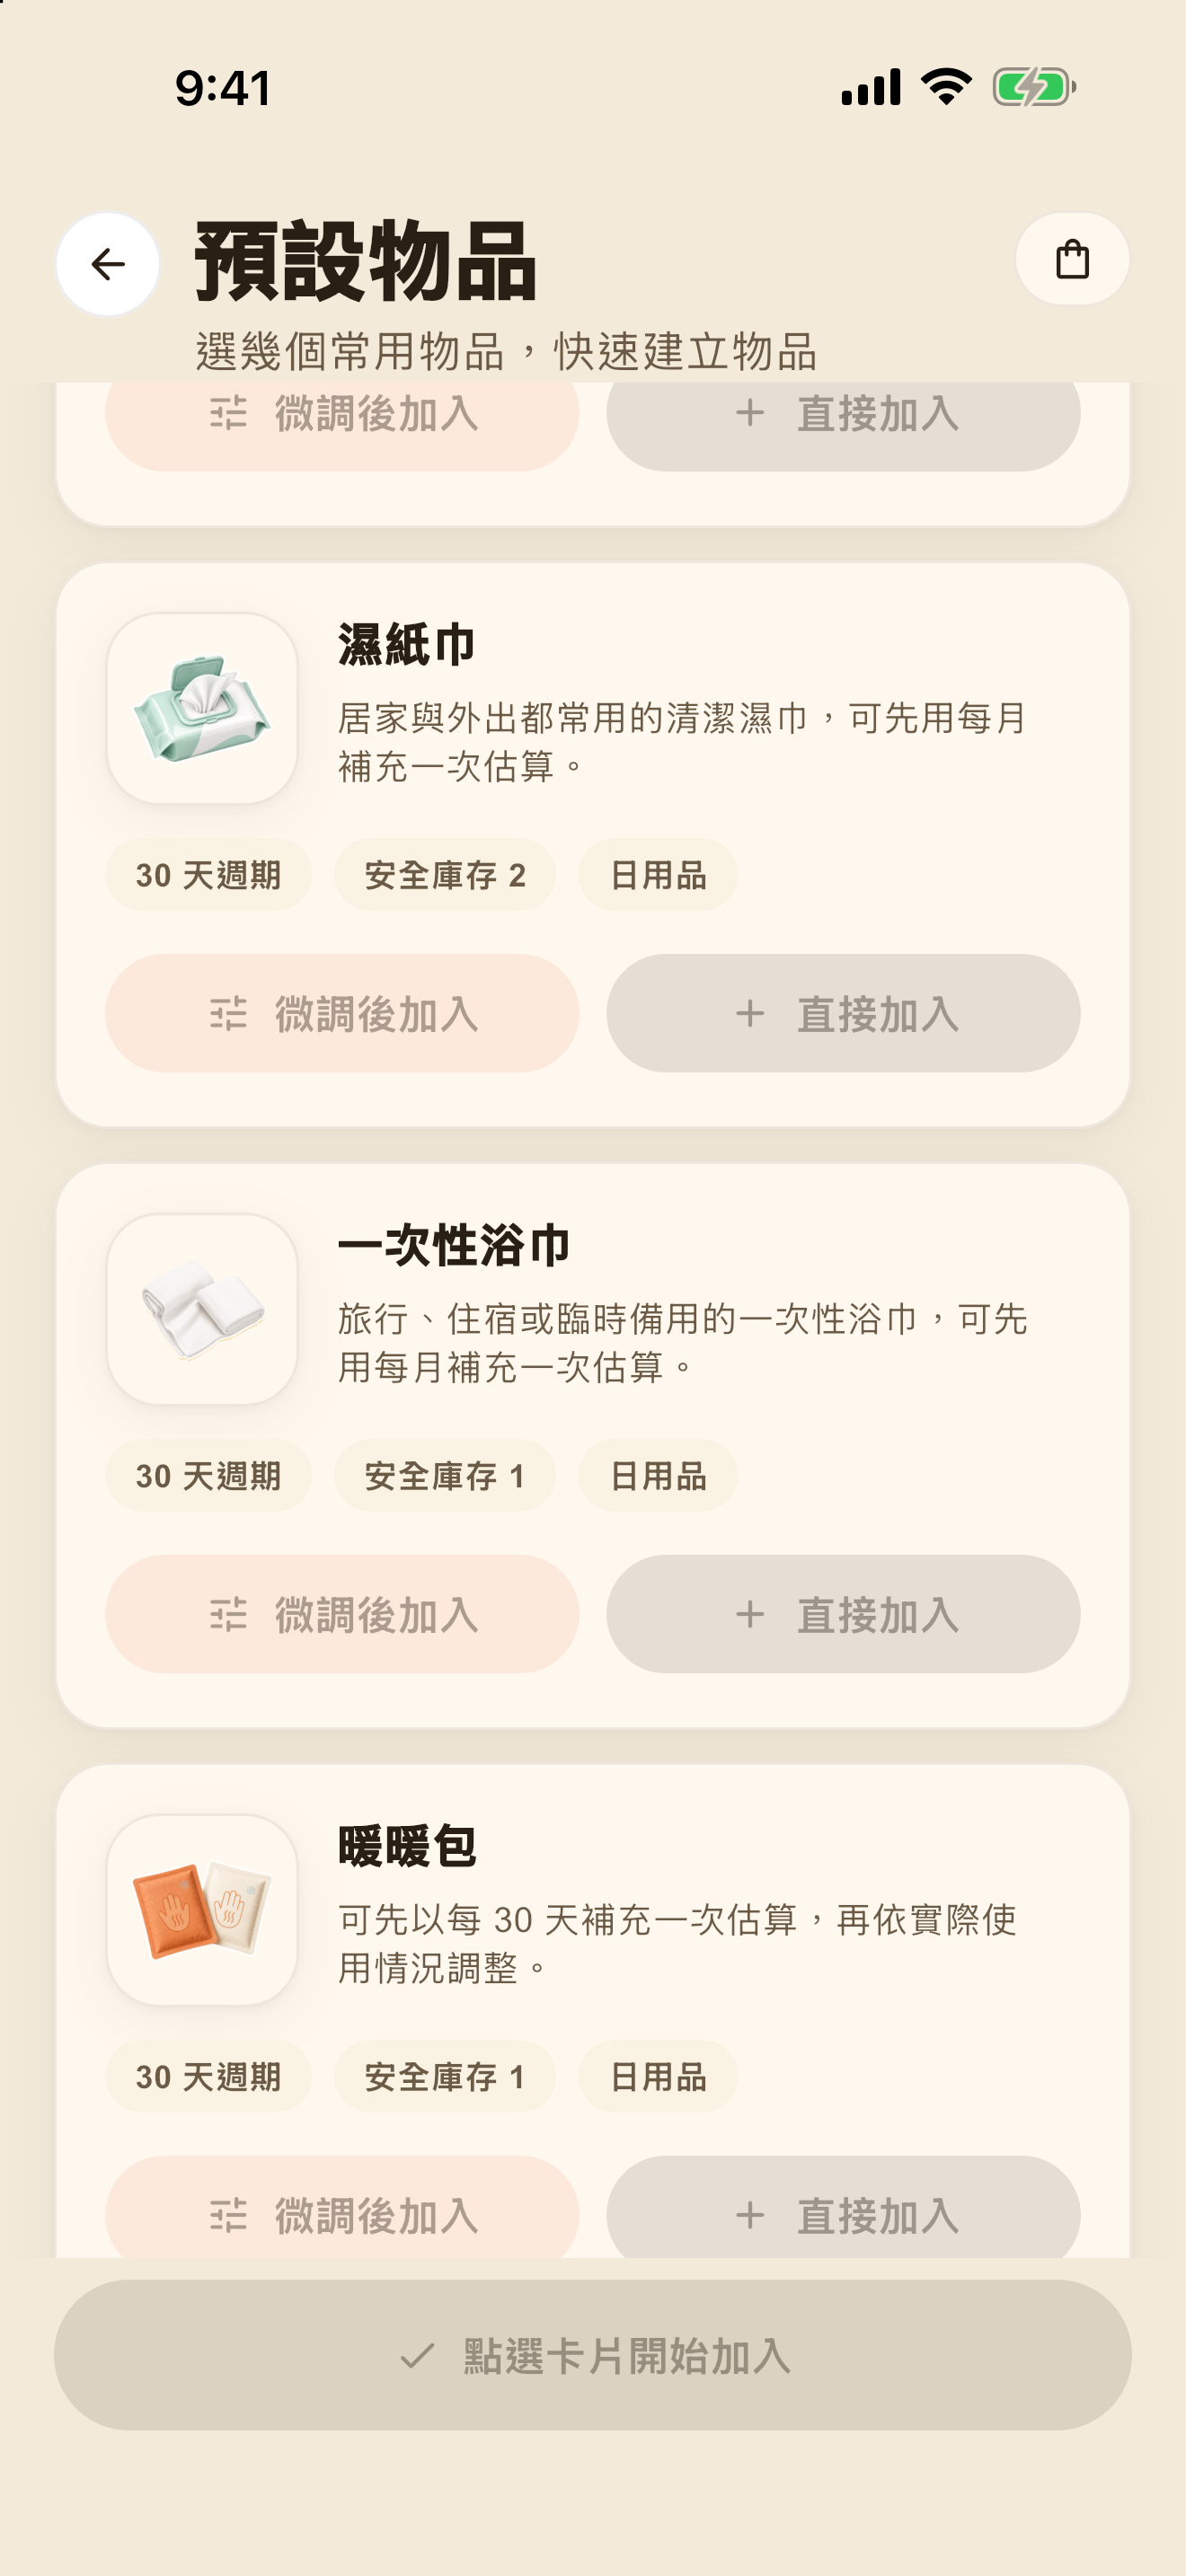 9:41
預設物品
選幾個常用物品，快速建立物品
微調後加入
直接加入
濕紙巾
居家與外出都常用的清潔濕巾，可先用每月
補充一次估算。
30 天週期
安全庫存 2
日用品
微調後加入
直接加入
一次性浴巾
旅行、住宿或臨時備用的一次性浴巾，可先
用每月補充一次估算。
30 天週期
安全庫存 1
日用品
微調後加入
直接加入
暖暖包
可先以每 30 天補充一次估算，再依實際使
用情況調整。
30 天週期
安全庫存 1
日用品
微調後加入
直接加入
點選卡片開始加入